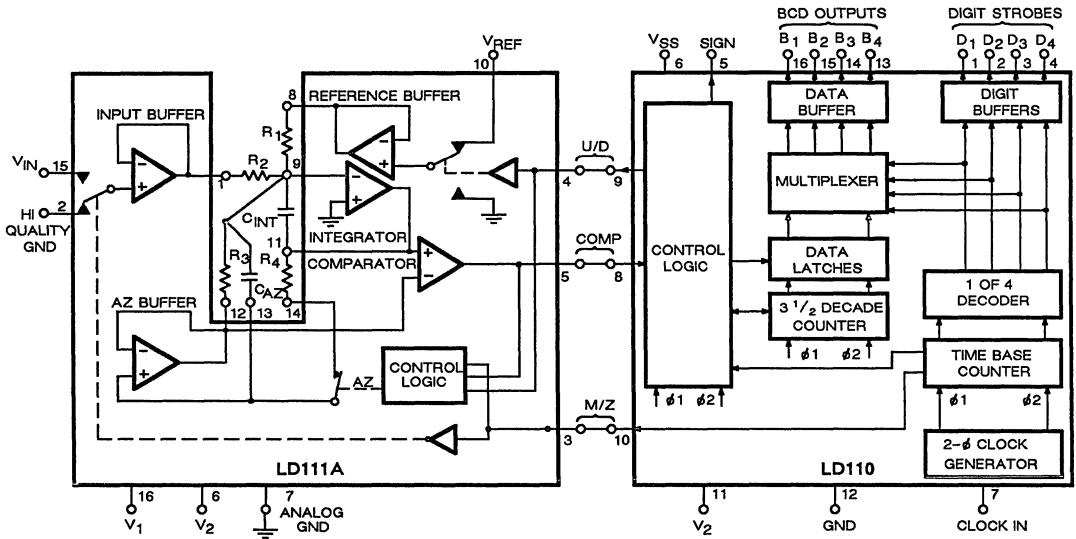 BCD OUTPUTS
DIGIT STROBES
B1 B2 B3 B4
D1 D2 D3 D4
VREF
10
VSS
6
SIGN
5
16 15 14 13
1 2 3 4
INPUT BUFFER
8
REFERENCE BUFFER
R1
DATA BUFFER
DIGIT BUFFERS
VIN
15
1
R2
9
U/D
4 9
MULTIPLEXER
2
HI QUALITY GND
CINT
INTEGRATOR
11
COMPARATOR
COMP
5 8
CONTROL LOGIC
DATA LATCHES
R3
R4
CAZ
12 13 14
AZ BUFFER
1 OF 4 DECODER
3 1/2 DECADE COUNTER
ϕ1 ϕ2
AZ
CONTROL LOGIC
TIME BASE COUNTER
ϕ1 ϕ2
ϕ1 ϕ2
M/Z
3 10
2-ϕ CLOCK GENERATOR
LD111A
LD110
16
V1
6
V2
7
ANALOG GND
11
V2
12
GND
7
CLOCK IN
+
−